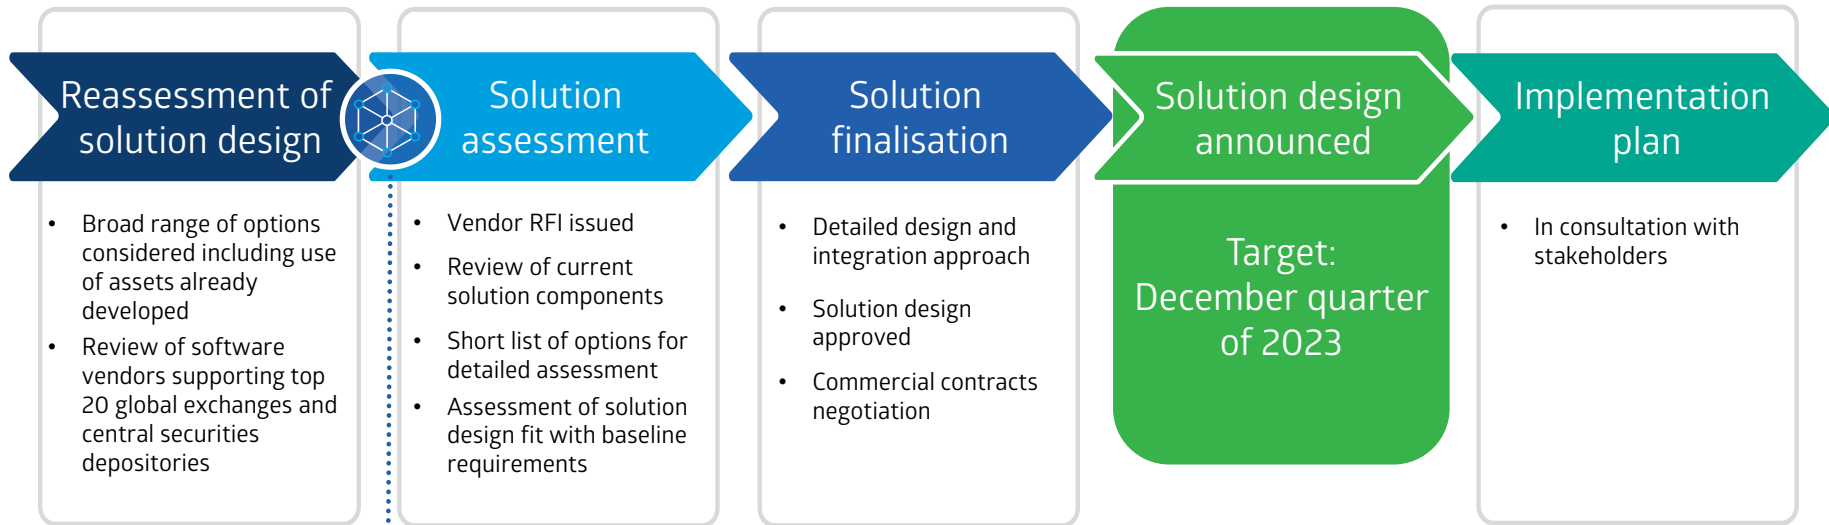 Reassessment of
solution design
• Broad range of options
considered including use
of assets already
developed
• Review of software
vendors supporting top
20 global exchanges and
central securities
depositories
Solution
assessment
• Vendor RFI issued
• Review of current
solution components
• Short list of options for
detailed assessment
• Assessment of solution
design fit with baseline
requirements
Solution
finalisation
• Detailed design and
integration approach
• Solution design
approved
• Commercial contracts
negotiation
Solution design
announced
Target:
December quarter
of 2023
Implementation
plan
• In consultation with
stakeholders